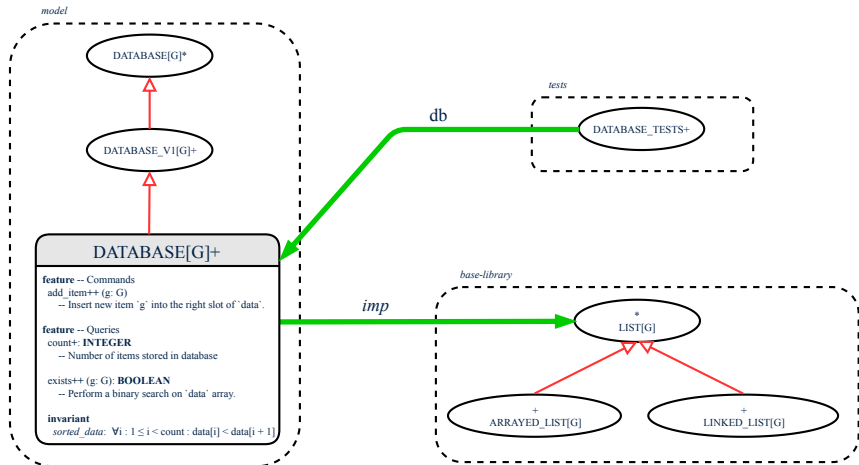 model
DATABASE[G]*
DATABASE_V1[G]+
DATABASE[G]+
feature -- Commands
add_item++ (g: G)
-- Insert new item `g' into the right slot of `data'.
feature -- Queries
count+: INTEGER
-- Number of items stored in database
exists++ (g: G): BOOLEAN
-- Perform a binary search on `data' array.
invariant
sorted_data: ∀i : 1 ≤ i < count : data[i] < data[i + 1]
db
tests
DATABASE_TESTS+
imp
base-library
*
LIST[G]
+
ARRAYED_LIST[G]
+
LINKED_LIST[G]